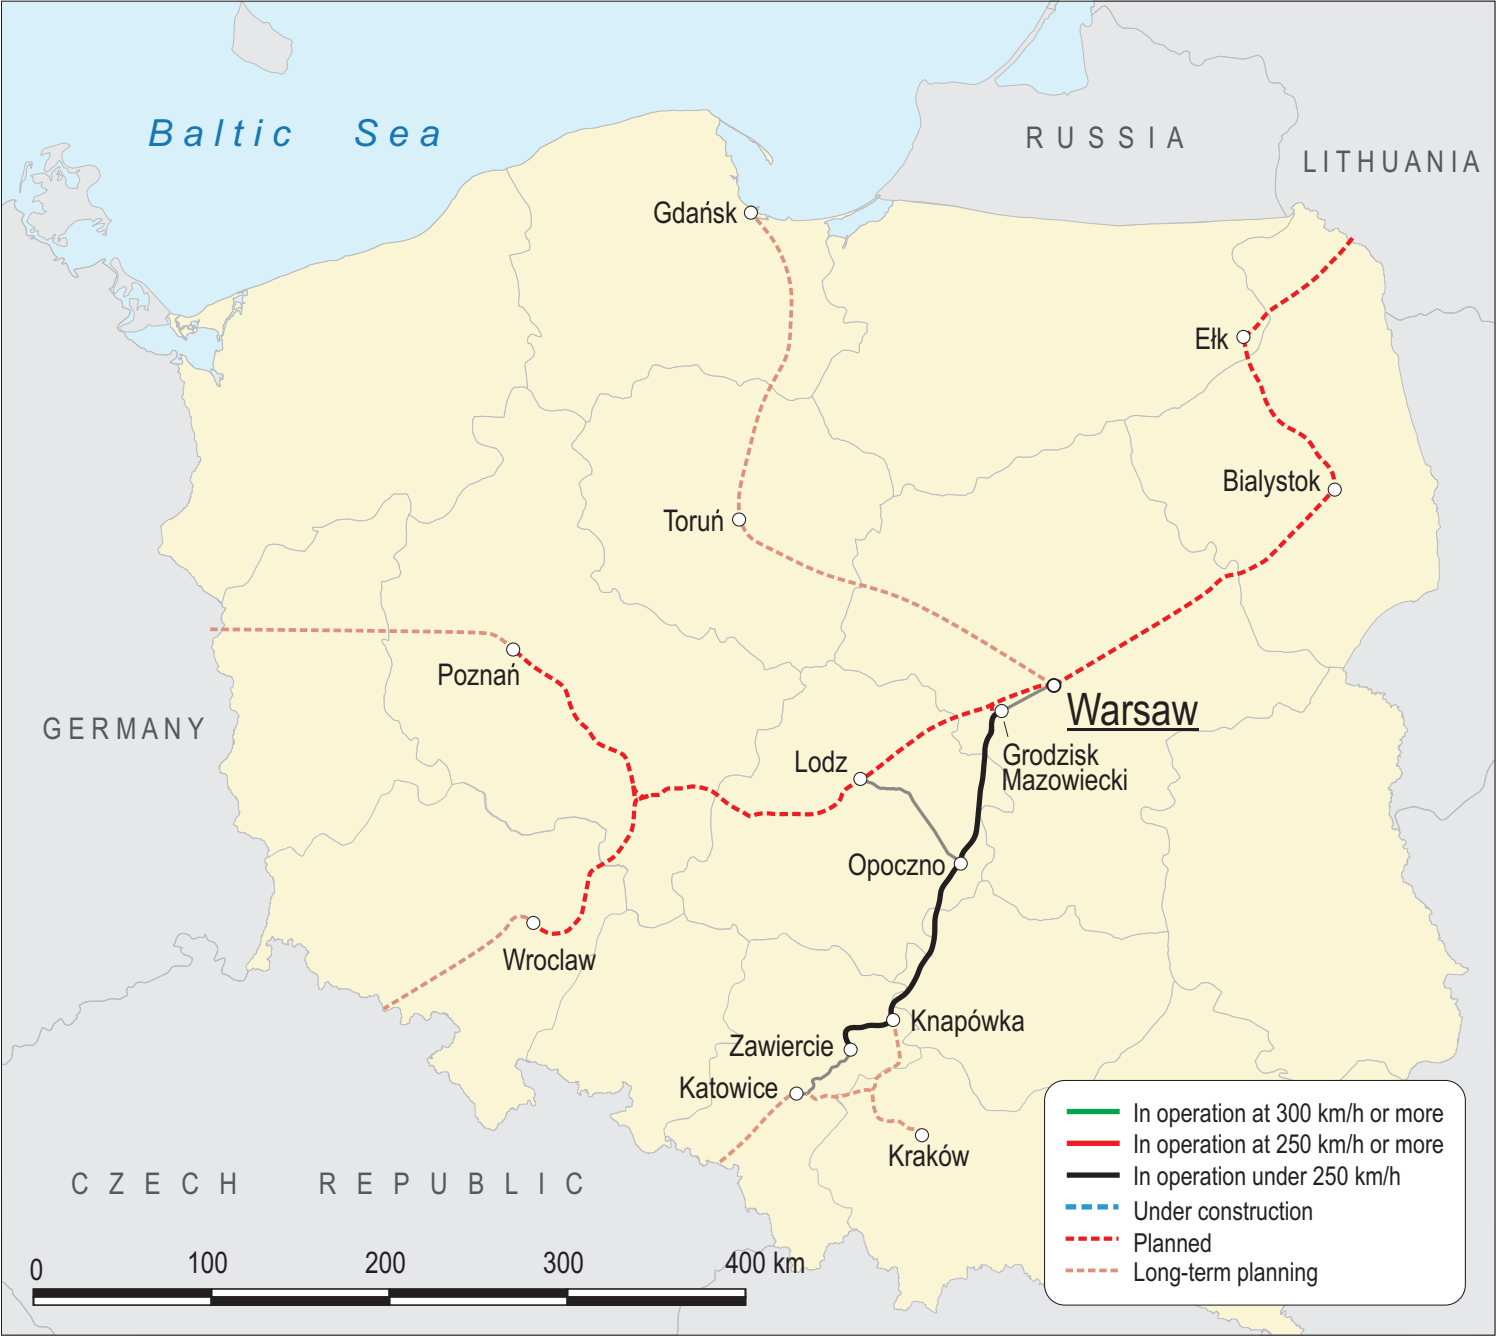 Baltic Sea
RUSSIA
LITHUANIA
Gdańsk
Ełk
Bialystok
Toruń
Poznań
GERMANY
Warsaw
Lodz
Grodzisk
Mazowiecki
Opoczno
Wroclaw
Knapówka
Zawiercie
Katowice
Kraków
CZECH REPUBLIC
In operation at 300 km/h or more
In operation at 250 km/h or more
In operation under 250 km/h
Under construction
Planned
Long-term planning
0 100 200 300 400 km